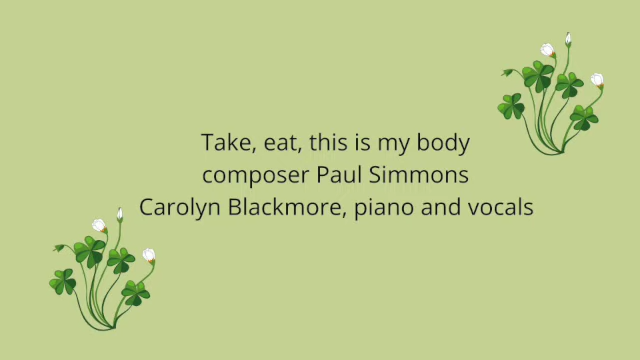 Take, eat, this is my body
composer Paul Simmons
Carolyn Blackmore, piano and vocals